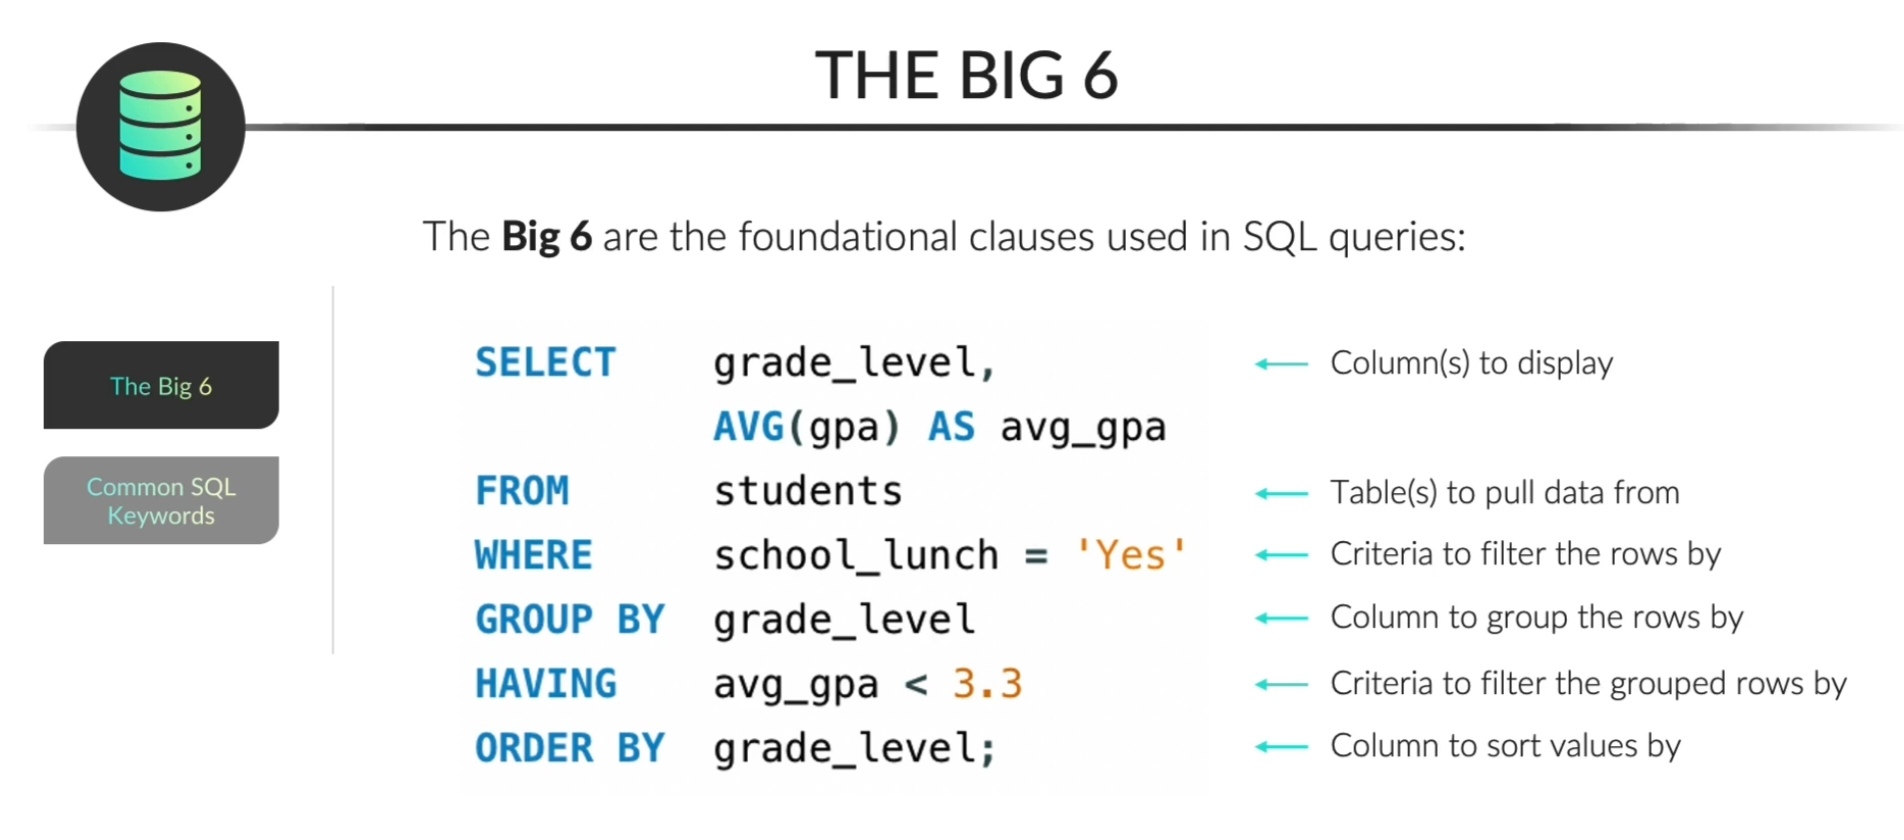 THE BIG 6
The Big 6 are the foundational clauses used in SQL queries:
The Big 6
Common SQL
Keywords
SELECT grade_level, Column(s) to display
AVG(gpa) AS avg_gpa
FROM students Table(s) to pull data from
WHERE school_lunch = 'Yes' Criteria to filter the rows by
GROUP BY grade_level Column to group the rows by
HAVING avg_gpa < 3.3 Criteria to filter the grouped rows by
ORDER BY grade_level; Column to sort values by